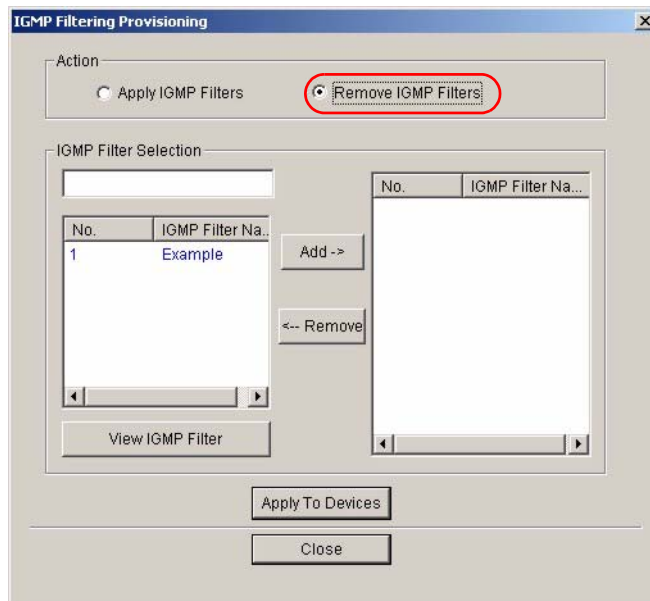 IGMP Filtering Provisioning
Action
Apply IGMP Filters
Remove IGMP Filters
IGMP Filter Selection
No. IGMP Filter Na..
1 Example
View IGMP Filter
Add ->
<-- Remove
No. IGMP Filter Na...
Apply To Devices
Close